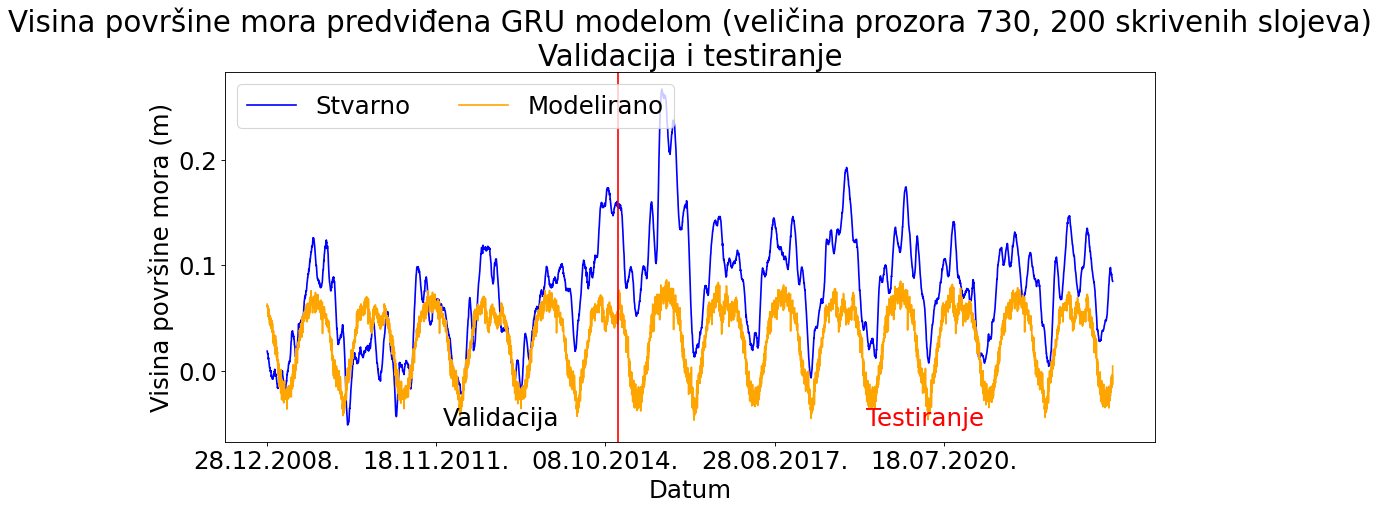 Visina površine mora predviđena GRU modelom (veličina prozora 730, 200 skrivenih slojeva)
Validacija i testiranje
Stvarno Modelirano
Visina površine mora (m)
0.2
0.1
0.0
Validacija Testiranje
28.12.2008. 18.11.2011. 08.10.2014. 28.08.2017. 18.07.2020.
Datum